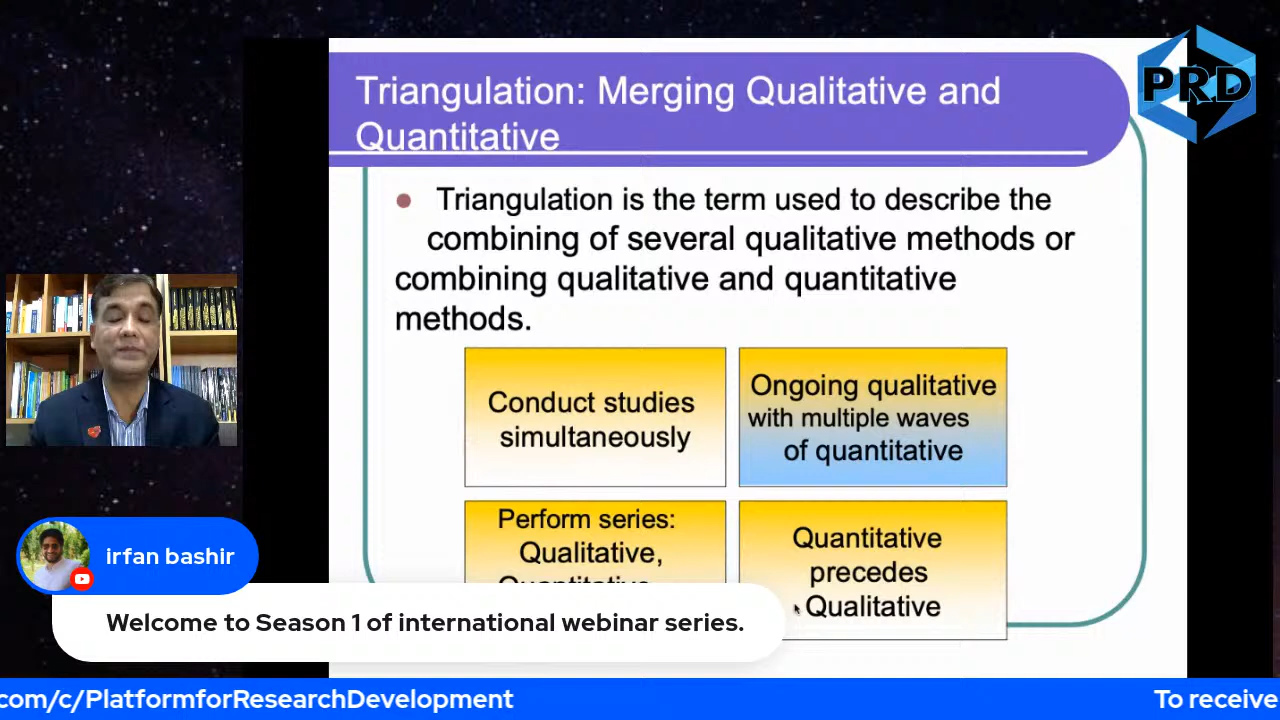 Triangulation: Merging Qualitative and
Quantitative
PRD
Triangulation is the term used to describe the
combining of several qualitative methods or
combining qualitative and quantitative
methods.
Conduct studies
simultaneously
Ongoing qualitative
with multiple waves
of quantitative
Perform series:
Qualitative,
Quantitative
Quantitative
precedes
Qualitative
irfan bashir
Welcome to Season 1 of international webinar series.
com/c/PlatformforResearchDevelopment
To receive